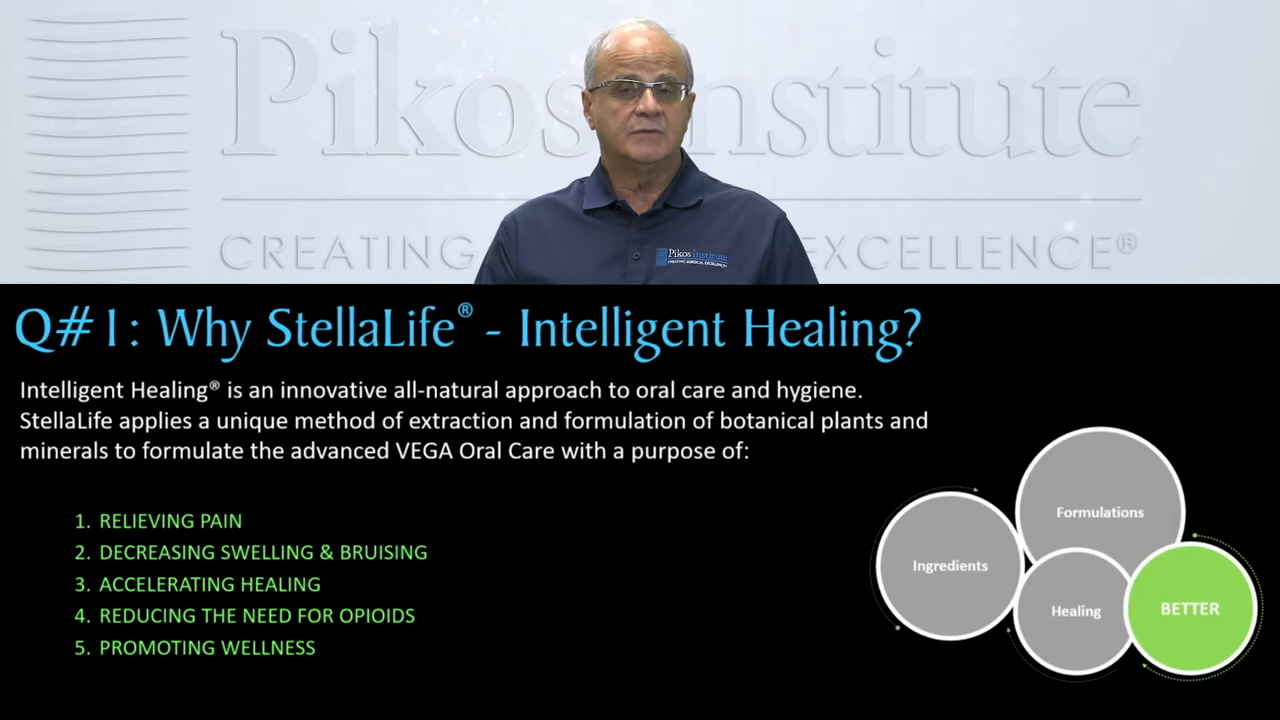 Pikos Institute
CREATING EXCELLENCE®
Pikos Institute
CREATING SURGICAL EXCELLENCE
Q#1: Why StellaLife® - Intelligent Healing?
Intelligent Healing® is an innovative all-natural approach to oral care and hygiene.
StellaLife applies a unique method of extraction and formulation of botanical plants and
minerals to formulate the advanced VEGA Oral Care with a purpose of:
1. RELIEVING PAIN
2. DECREASING SWELLING & BRUISING
3. ACCELERATING HEALING
4. REDUCING THE NEED FOR OPIOIDS
5. PROMOTING WELLNESS
Formulations
Ingredients
Healing
BETTER